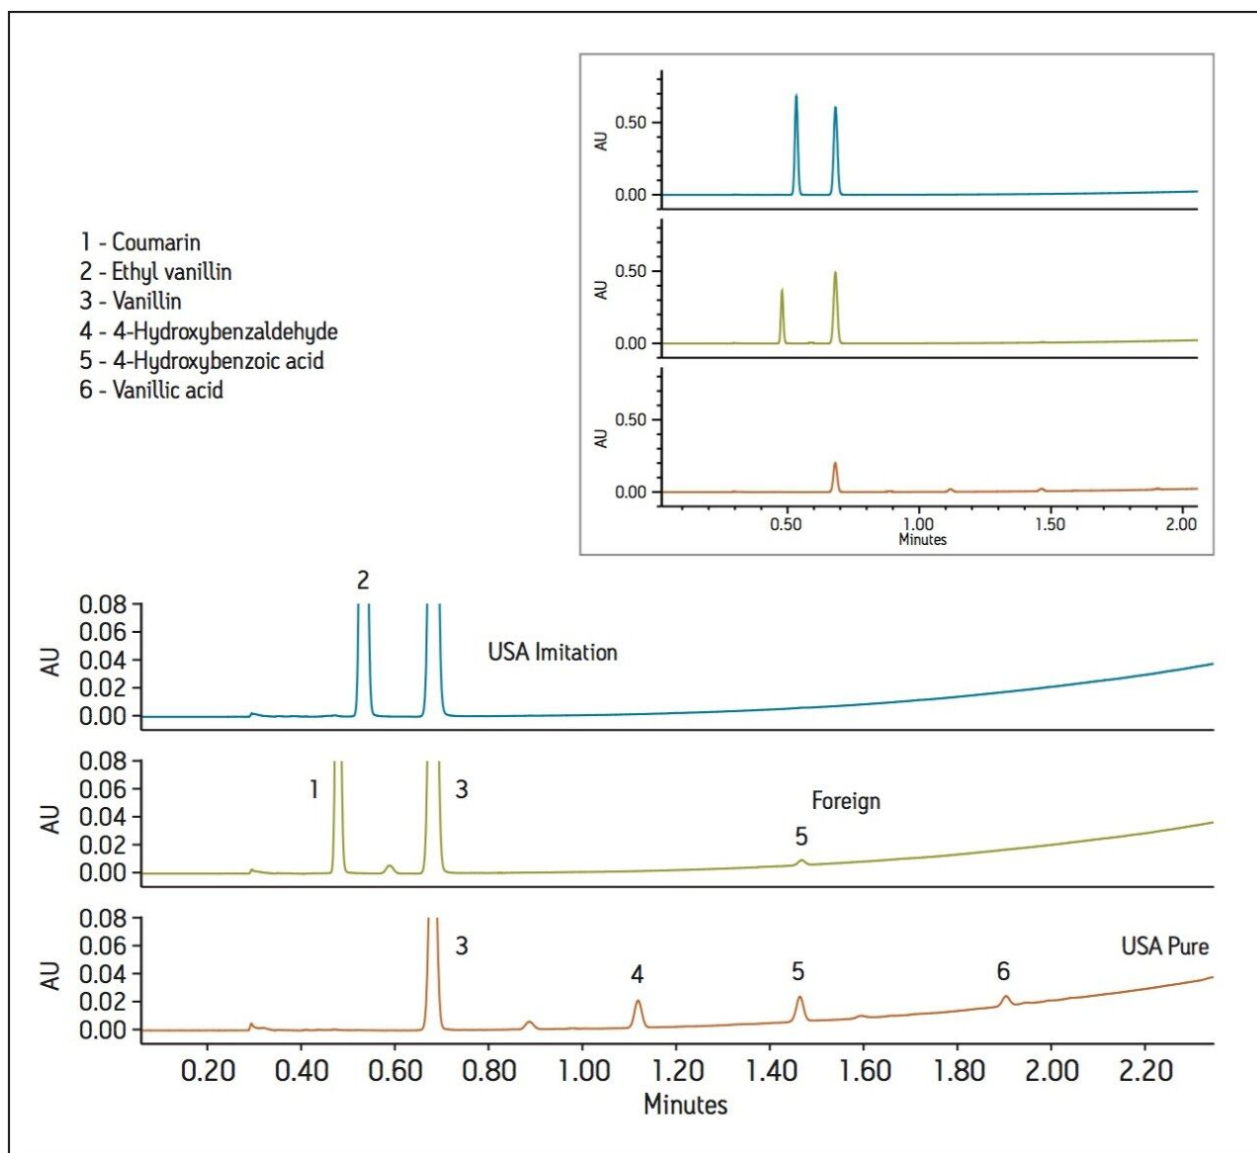 1 - Coumarin
2 - Ethyl vanillin
3 - Vanillin
4 - 4-Hydroxybenzaldehyde
5 - 4-Hydroxybenzoic acid
6 - Vanillic acid
AU
0.50
0.00
AU
0.50
0.00
AU
0.50
0.00
0.50 1.00 1.50 2.00
Minutes
2
AU
0.08
0.06
0.04
0.02
0.00
USA Imitation
AU
0.08
0.06
0.04
0.02
0.00
1
3
Foreign
5
AU
0.08
0.06
0.04
0.02
0.00
3
4
5
6
USA Pure
0.20 0.40 0.60 0.80 1.00 1.20 1.40 1.60 1.80 2.00 2.20
Minutes